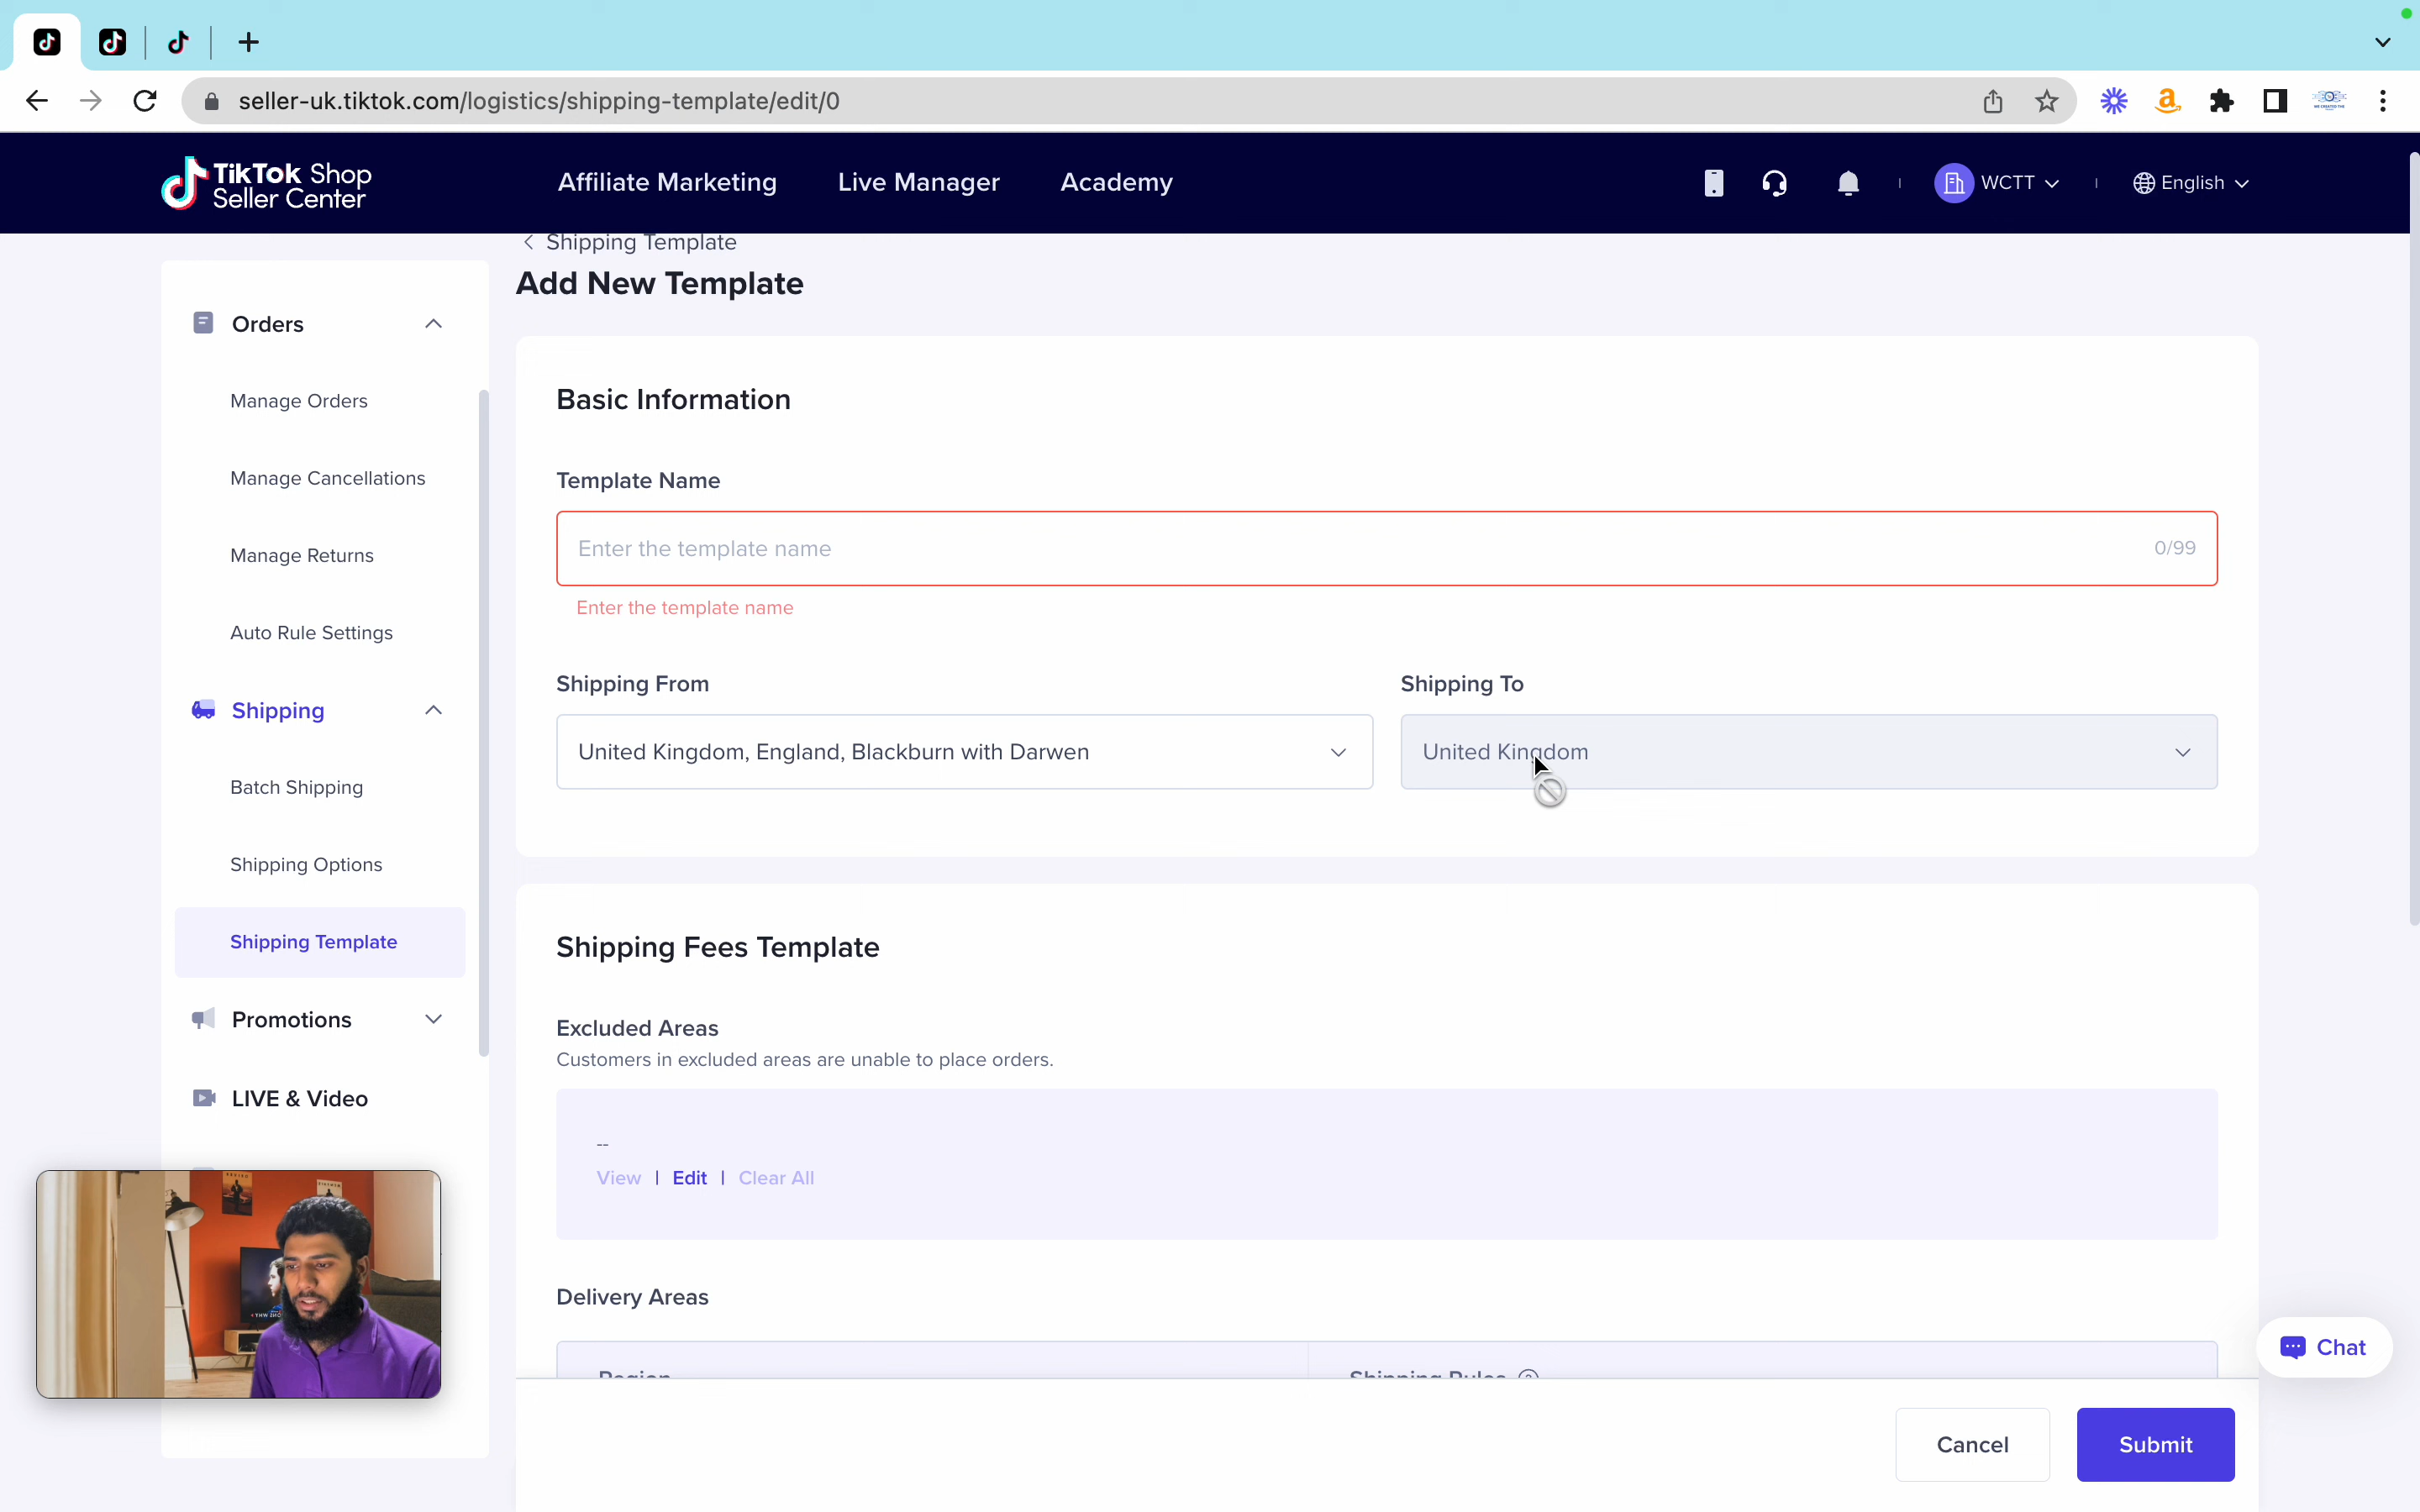 seller-uk.tiktok.com/logistics/shipping-template/edit/0
TikTok Shop
Seller Center
Affiliate Marketing
Live Manager
Academy
WCTT
English
Orders
Manage Orders
Manage Cancellations
Manage Returns
Auto Rule Settings
Shipping
Batch Shipping
Shipping Options
Shipping Template
Promotions
LIVE & Video
Shipping Template
Add New Template
Basic Information
Template Name
Enter the template name
0/99
Enter the template name
Shipping From
Shipping To
United Kingdom, England, Blackburn with Darwen
United Kingdom
Shipping Fees Template
Excluded Areas
Customers in excluded areas are unable to place orders.
--
View | Edit | Clear All
Delivery Areas
Region
Shipping Rules
Chat
Cancel
Submit